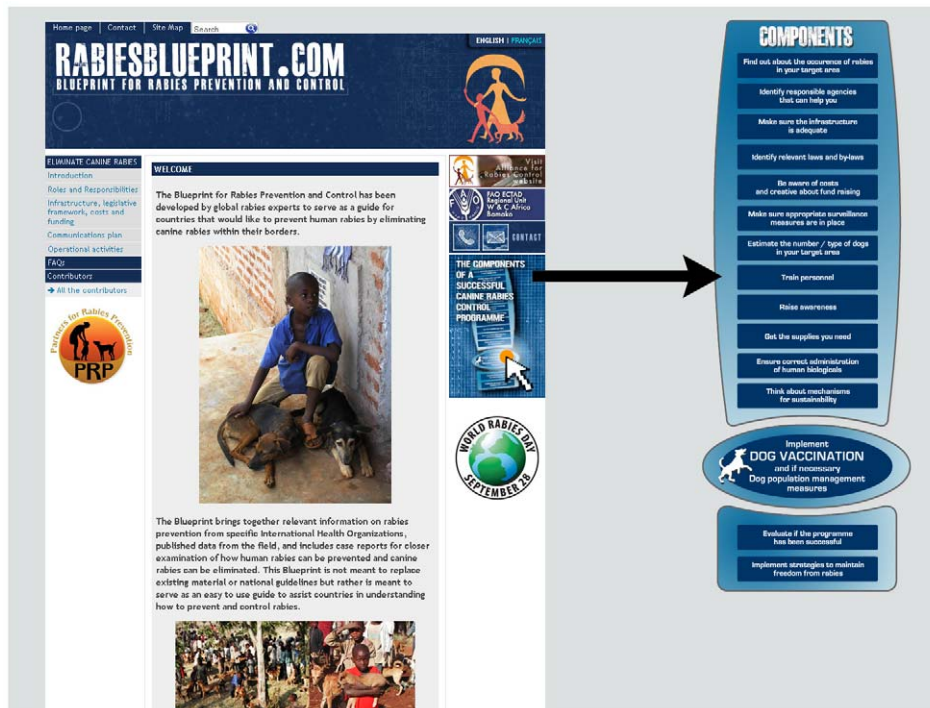 Home page
Contact
Site Map
Search
ENGLISH | FRANÇAIS
RABIESBLUEPRINT.COM
BLUEPRINT FOR RABIES PREVENTION AND CONTROL
ELIMINATE CANINE RABIES
Introduction
Roles and Responsibilities
Infrastructure, legislative
framework, costs and
funding
Communications plan
Operational activities
FAQs
Contributors
All the contributors
Partners for Rabies Prevention
PRP
WELCOME
The Blueprint for Rabies Prevention and Control has been
developed by global rabies experts to serve as a guide for
countries that would like to prevent human rabies by eliminating
canine rabies within their borders.
The Blueprint brings together relevant information on rabies
prevention from specific International Health Organizations,
published data from the field, and includes case reports for closer
examination of how human rabies can be prevented and canine
rabies can be eliminated. This Blueprint is not meant to replace
existing material or national guidelines but rather is meant to
serve as an easy to use guide to assist countries in understanding
how to prevent and control rabies.
Visit
Alliance for
Rabies Control
website
FAO ECTAD
Regional Unit
W & C Africa
Bamako
CONTACT
THE COMPONENTS
OF A
SUCCESSFUL
CANINE RABIES
CONTROL
PROGRAMME
WORLD RABIES DAY
SEPTEMBER 28
COMPONENTS
Find out about the occurence of rabies
in your target area
Identify responsible agencies
that can help you
Make sure the infrastructure
is adequate
Identify relevant laws and by-laws
Be aware of costs
and creative about fund raising
Make sure appropriate surveillance
measures are in place
Estimate the number / type of dogs
in your target area
Train personnel
Raise awareness
Get the supplies you need
Ensure correct administration
of human biologicals
Think about mechanisms
for sustainability
Implement
DOG VACCINATION
and if necessary
Dog population management
measures
Evaluate if the programme
has been successful
Implement strategies to maintain
freedom from rabies